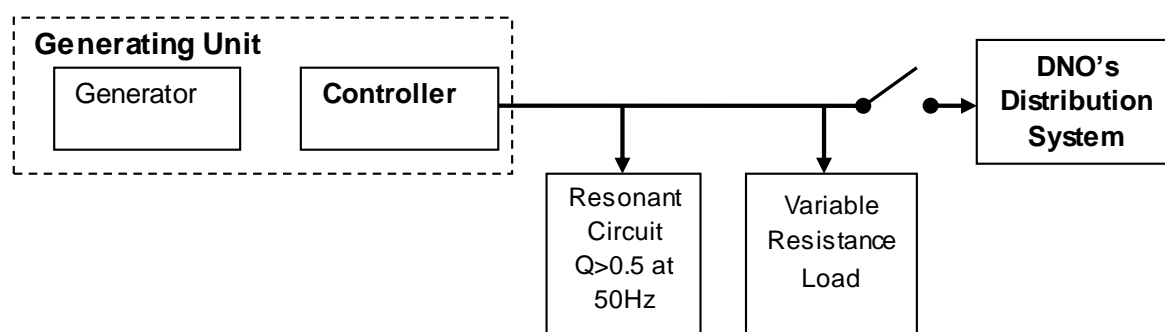 Generating Unit
Generator
Controller
DNO's
Distribution
System
Resonant
Circuit
Q>0.5 at
50Hz
Variable
Resistance
Load